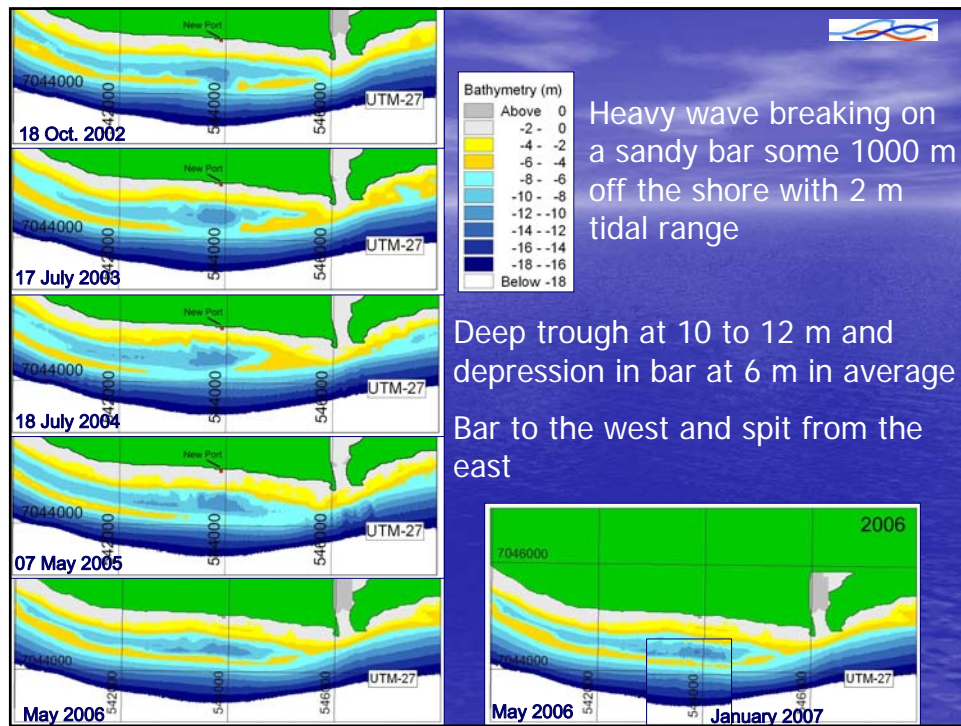 New Port
7044000
542000
544000
546000
UTM-27
18 Oct. 2002
New Port
7044000
542000
544000
546000
UTM-27
17 July 2003
New Port
7044000
542000
544000
546000
UTM-27
18 July 2004
New Port
7044000
542000
544000
546000
UTM-27
07 May 2005
7044000
542000
544000
546000
UTM-27
May 2006
Bathymetry (m)
Above 0
-2 - 0
-4 - -2
-6 - -4
-8 - -6
-10 - -8
-12 - -10
-14 - -12
-16 - -14
-18 - -16
Below -18
Heavy wave breaking on
a sandy bar some 1000 m
off the shore with 2 m
tidal range
Deep trough at 10 to 12 m and
depression in bar at 6 m in average
Bar to the west and spit from the
east
2006
7046000
7044000
542000
544000
546000
UTM-27
May 2006
January 2007